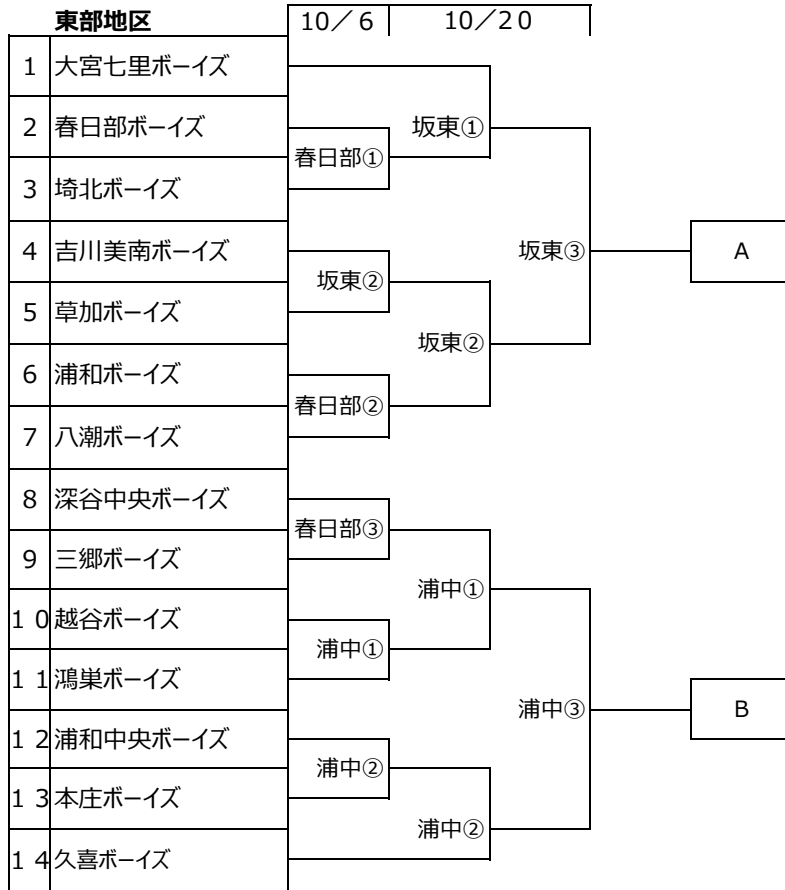 東部地区 10／6 10／20
1 大宮七里ボーイズ
坂東①
2 春日部ボーイズ
春日部①
3 埼北ボーイズ
4 吉川美南ボーイズ
坂東② 坂東③ A
5 草加ボーイズ
坂東②
6 浦和ボーイズ
春日部②
7 八潮ボーイズ
8 深谷中央ボーイズ
春日部③
9 三郷ボーイズ
浦中①
10 越谷ボーイズ
浦中①
11 鴻巣ボーイズ
浦中③ B
12 浦和中央ボーイズ
浦中②
13 本庄ボーイズ
浦中②
14 久喜ボーイズ